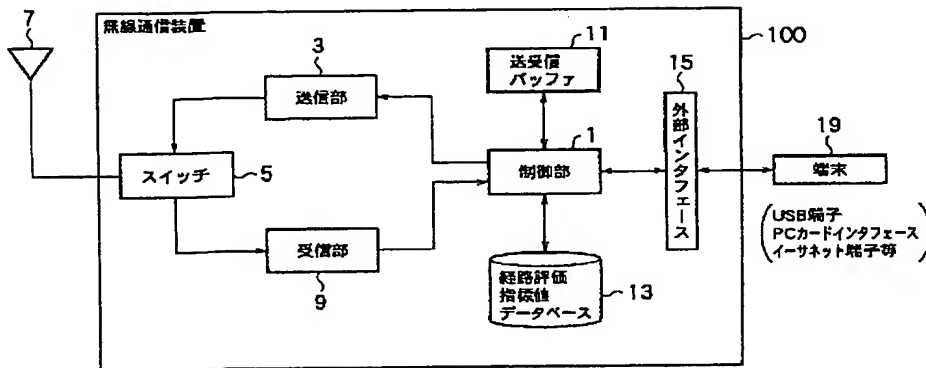 無線通信装置
7
3
送信部
11
送受信
バッファ
100
15
外部インタフェース
1
制御部
19
端末
スイッチ
5
USB端子
PCカードインタフェース
イーサネット端子等
受信部
9
経路評価
指標値
データベース
13